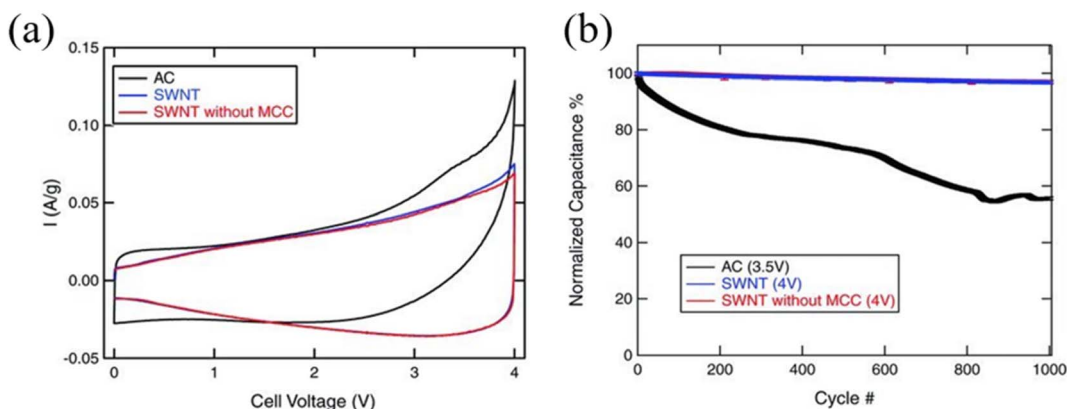 (a)
0.15
0.10
0.05
0.00
-0.05
I (A/g)
AC
SWNT
SWNT without MCC
0
1
2
3
4
Cell Voltage (V)
(b)
100
80
60
40
20
0
Normalized Capacitance %
AC (3.5V)
SWNT (4V)
SWNT without MCC (4V)
0
200
400
600
800
1000
Cycle #